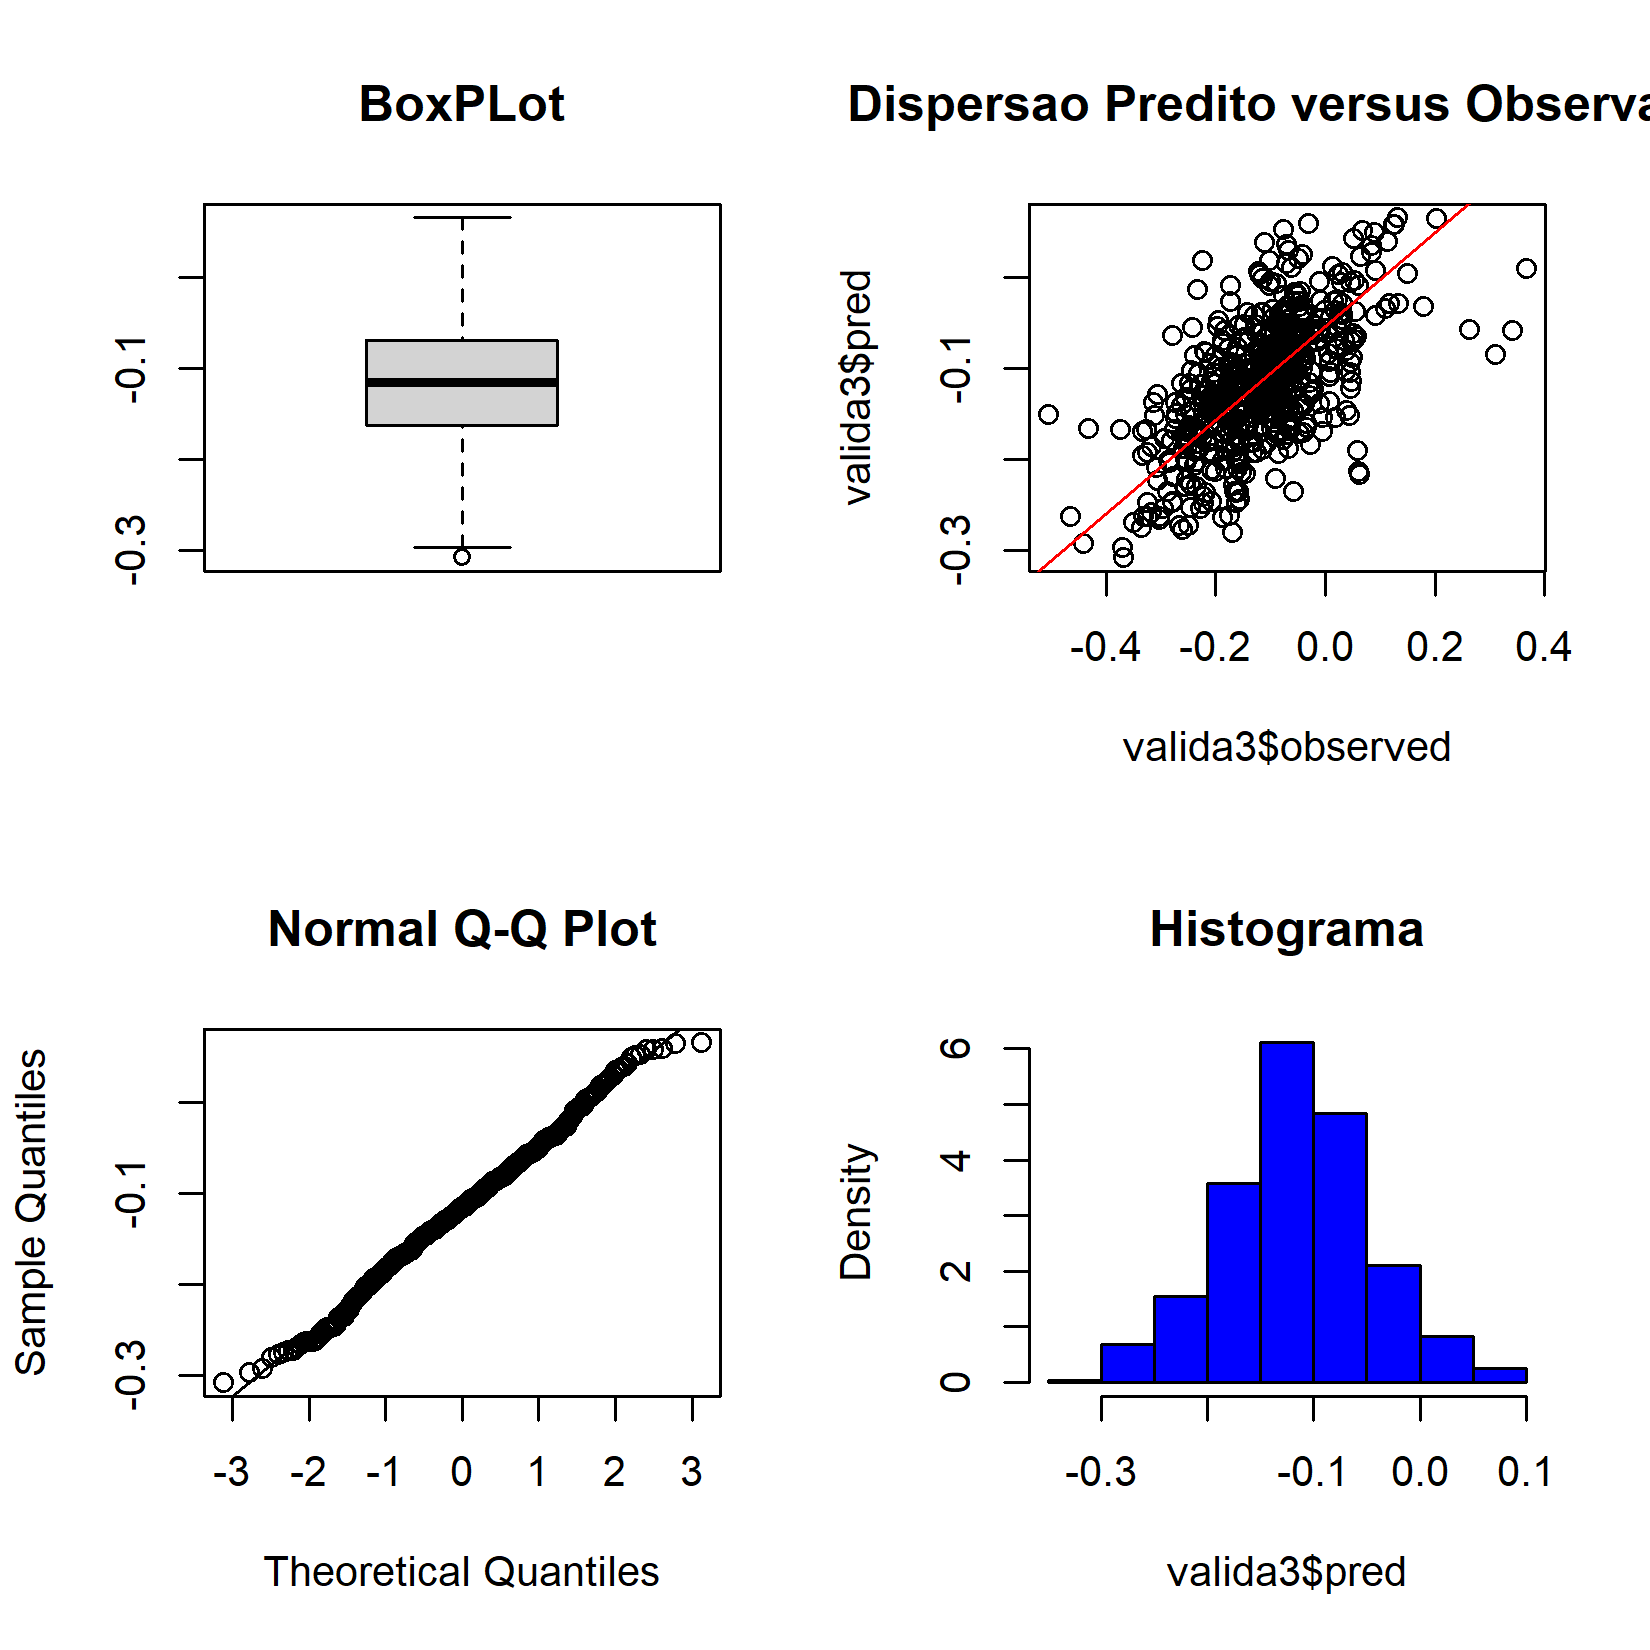 BoxPLot
-0.1
-0.3
Dispersao Predito versus Observa
valida3$pred
-0.1
-0.3
-0.4 -0.2 0.0 0.2 0.4
valida3$observed
Normal Q-Q Plot
Sample Quantiles
-0.1
-0.3
-3 -2 -1 0 1 2 3
Theoretical Quantiles
Histograma
Density
6
4
2
0
-0.3 -0.1 0.0 0.1
valida3$pred